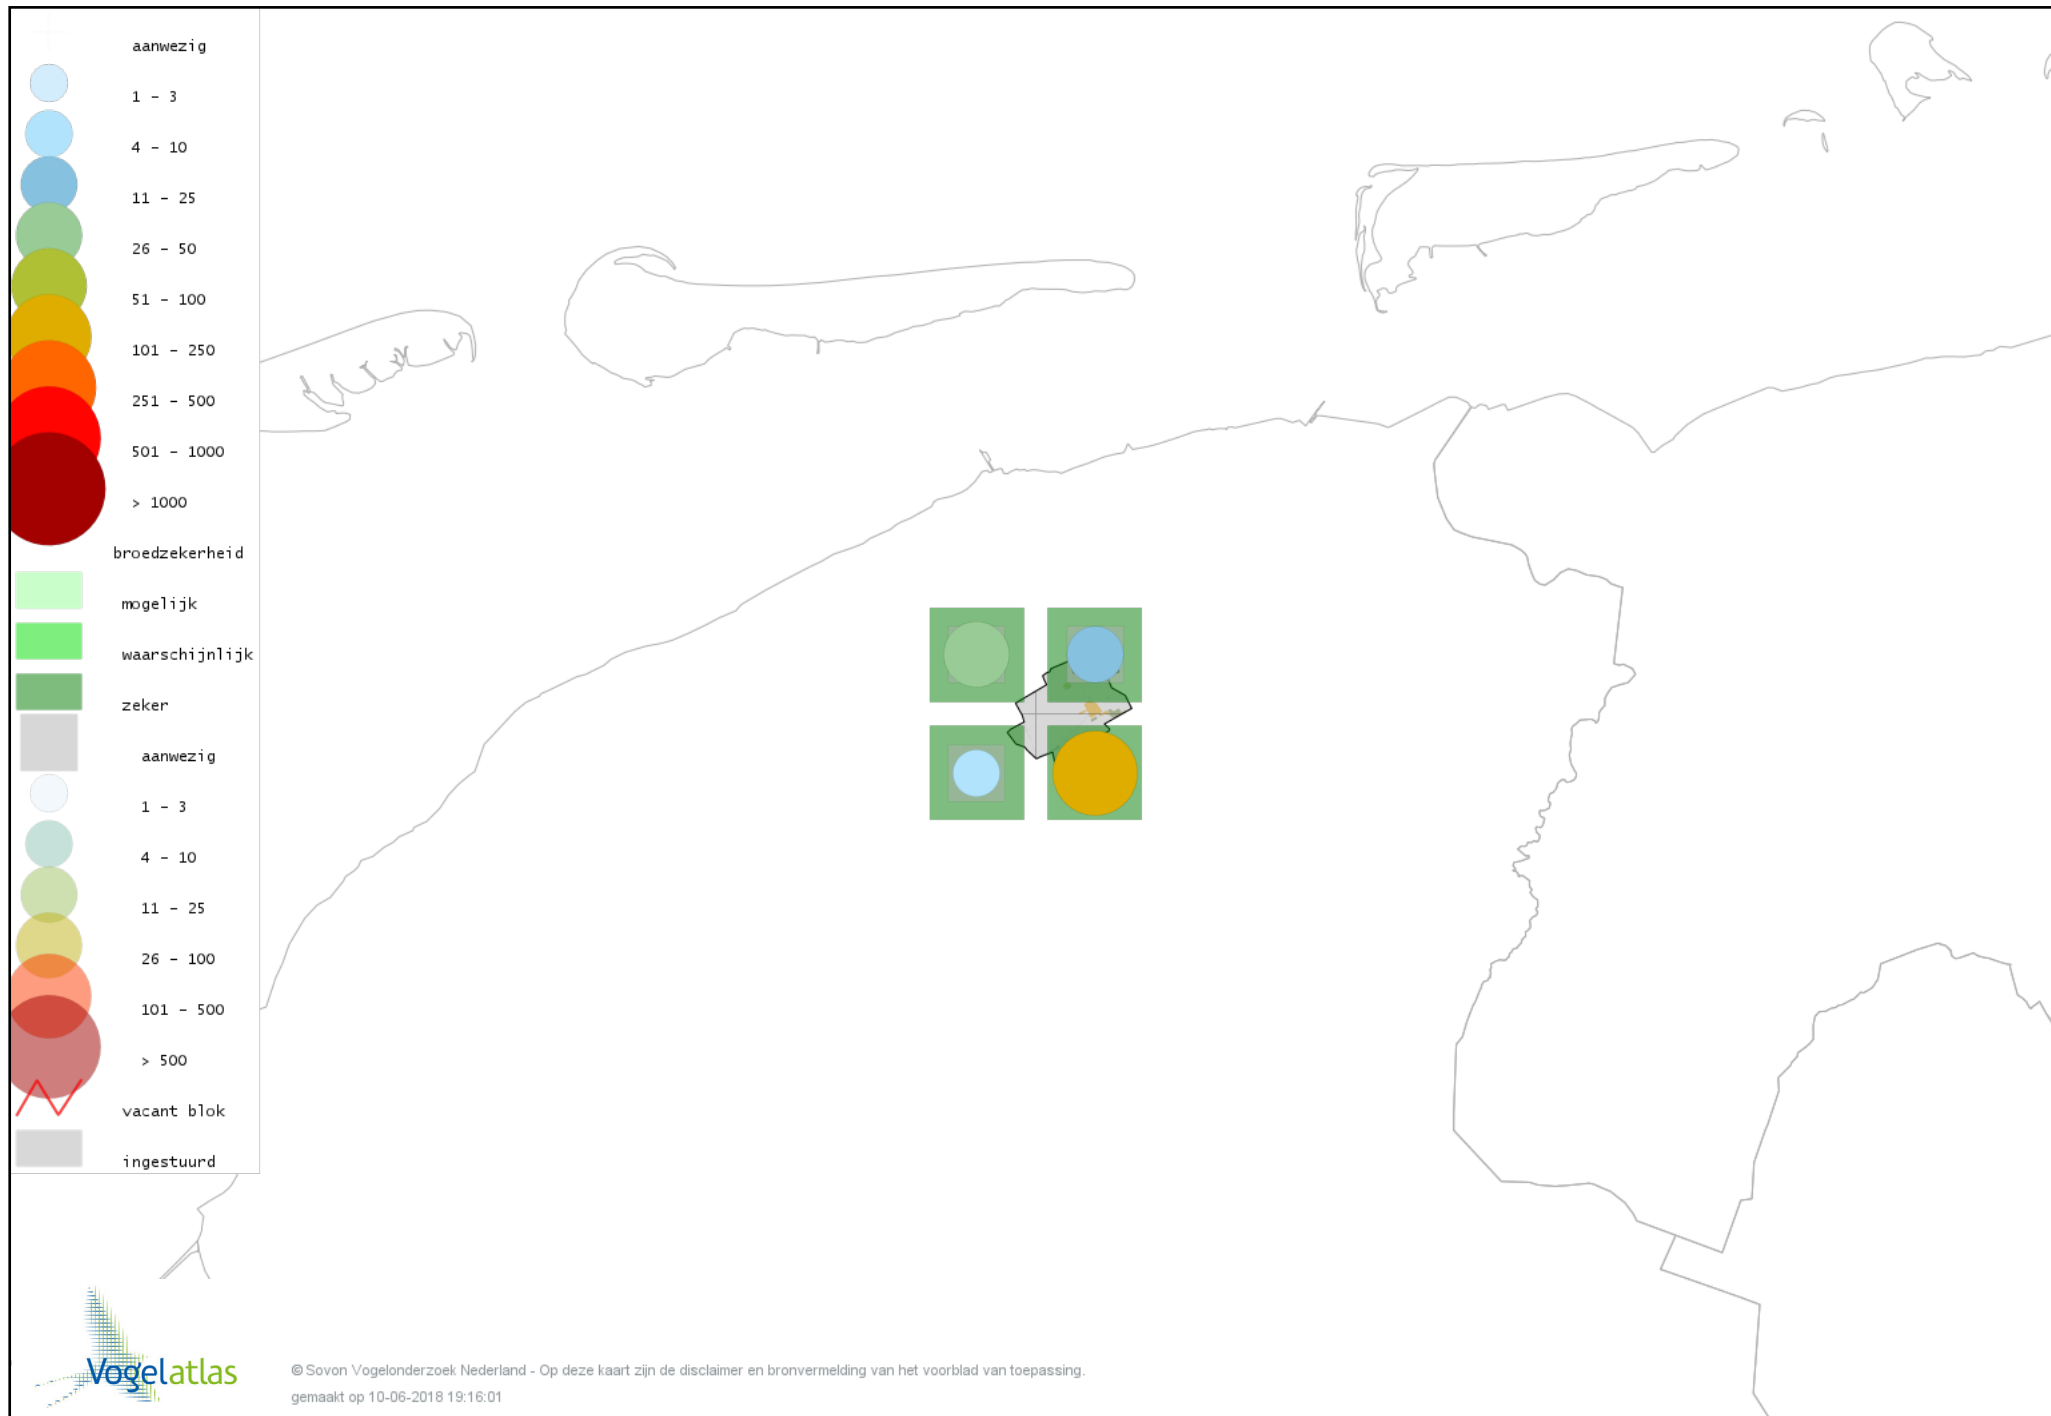 aanwezig
1 - 3
4 - 10
11 - 25
26 - 50
51 - 100
101 - 250
251 - 500
501 - 1000
> 1000
broedzekerheid
mogelijk
waarschijnlijk
zeker
aanwezig
1 - 3
4 - 10
11 - 25
26 - 100
101 - 500
> 500
vacant blok
ingestuurd
Vogelatlas
© Sovon Vogelonderzoek Nederland - Op deze kaart zijn de disclaimer en bronvermelding van het voorblad van toepassing.
gemaakt op 10-06-2018 19:16:01